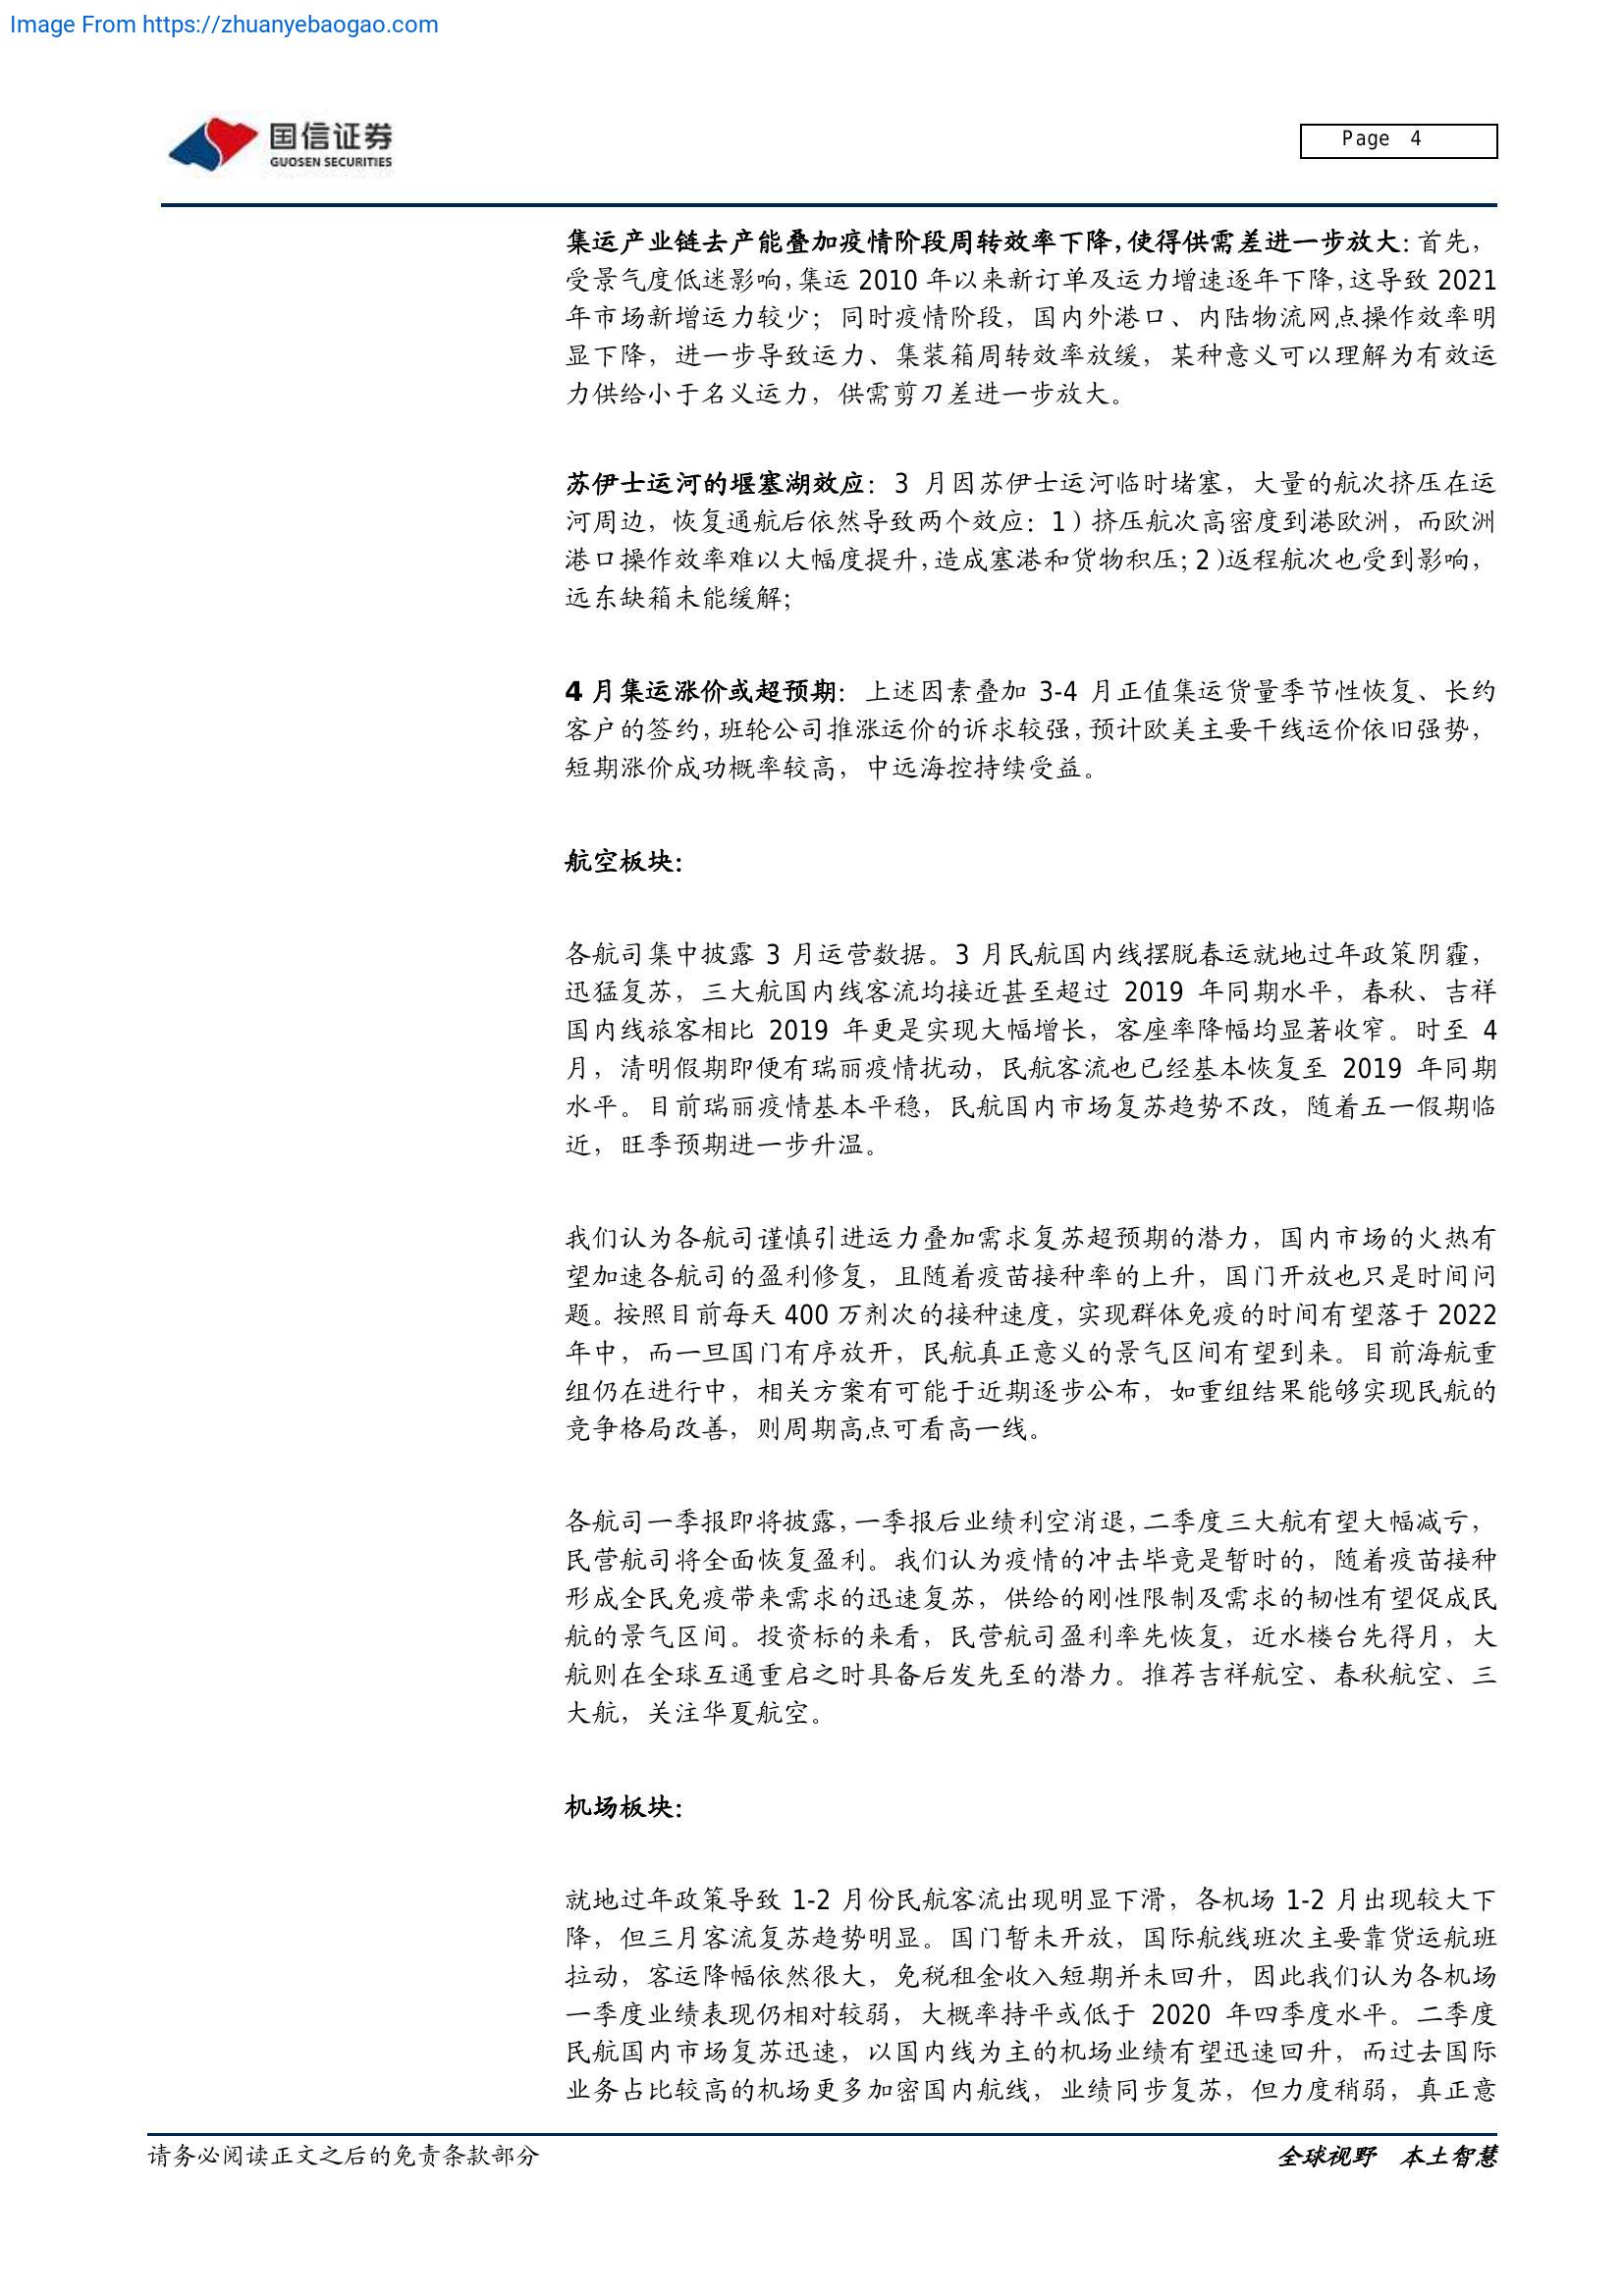 Image From https://zhuanyebaogao.com
国信证券
GUOSEN SECURITIES
Page 4
集运产业链去产能叠加疫情阶段周转效率下降，使得供需差进一步放大：首先，
受景气度低迷影响，集运 2010 年以来新订单及运力增速逐年下降，这导致 2021
年市场新增运力较少；同时疫情阶段，国内外港口、内陆物流网点操作效率明
显下降，进一步导致运力、集装箱周转效率放缓，某种意义可以理解为有效运
力供给小于名义运力，供需剪刀差进一步放大。
苏伊士运河的堰塞湖效应：3 月因苏伊士运河临时堵塞，大量的航次挤压在运
河周边，恢复通航后依然导致两个效应：1）挤压航次高密度到港欧洲，而欧洲
港口操作效率难以大幅度提升，造成塞港和货物积压；2）返程航次也受到影响，
远东缺箱未能缓解；
4 月集运涨价或超预期：上述因素叠加 3-4 月正值集运货量季节性恢复、长约
客户的签约，班轮公司推涨运价的诉求较强，预计欧美主要干线运价依旧强势，
短期涨价成功概率较高，中远海控持续受益。
航空板块：
各航司集中披露 3 月运营数据。3 月民航国内线摆脱春运就地过年政策阴霾，
迅猛复苏，三大航国内线客流均接近甚至超过 2019 年同期水平，春秋、吉祥
国内线旅客相比 2019 年更是实现大幅增长，客座率降幅均显著收窄。时至 4
月，清明假期即便有瑞丽疫情扰动，民航客流也已经基本恢复至 2019 年同期
水平。目前瑞丽疫情基本平稳，民航国内市场复苏趋势不改，随着五一假期临
近，旺季预期进一步升温。
我们认为各航司谨慎引进运力叠加需求复苏超预期的潜力，国内市场的火热有
望加速各航司的盈利修复，且随着疫苗接种率的上升，国门开放也只是时间问
题。按照目前每天 400 万剂次的接种速度，实现群体免疫的时间有望落于 2022
年中，而一旦国门有序放开，民航真正意义的景气区间有望到来。目前海航重
组仍在进行中，相关方案有可能于近期逐步公布，如重组结果能够实现民航的
竞争格局改善，则周期高点可看高一线。
各航司一季报即将披露，一季报后业绩利空消退，二季度三大航有望大幅减亏，
民营航司将全面恢复盈利。我们认为疫情的冲击毕竟是暂时的，随着疫苗接种
形成全民免疫带来需求的迅速复苏，供给的刚性限制及需求的韧性有望促成民
航的景气区间。投资标的来看，民营航司盈利率先恢复，近水楼台先得月，大
航则在全球互通重启之时具备后发先至的潜力。推荐吉祥航空、春秋航空、三
大航，关注华夏航空。
机场板块：
就地过年政策导致 1-2 月份民航客流出现明显下滑，各机场 1-2 月出现较大下
降，但三月客流复苏趋势明显。国门暂未开放，国际航线班次主要靠货运航班
拉动，客运降幅依然很大，免税租金收入短期并未回升，因此我们认为各机场
一季度业绩表现仍相对较弱，大概率持平或低于 2020 年四季度水平。二季度
民航国内市场复苏迅速，以国内线为主的机场业绩有望迅速回升，而过去国际
业务占比较高的机场更多加密国内航线，业绩同步复苏，但力度稍弱，真正意
请务必阅读正文之后的免责条款部分
全球视野 本土智慧